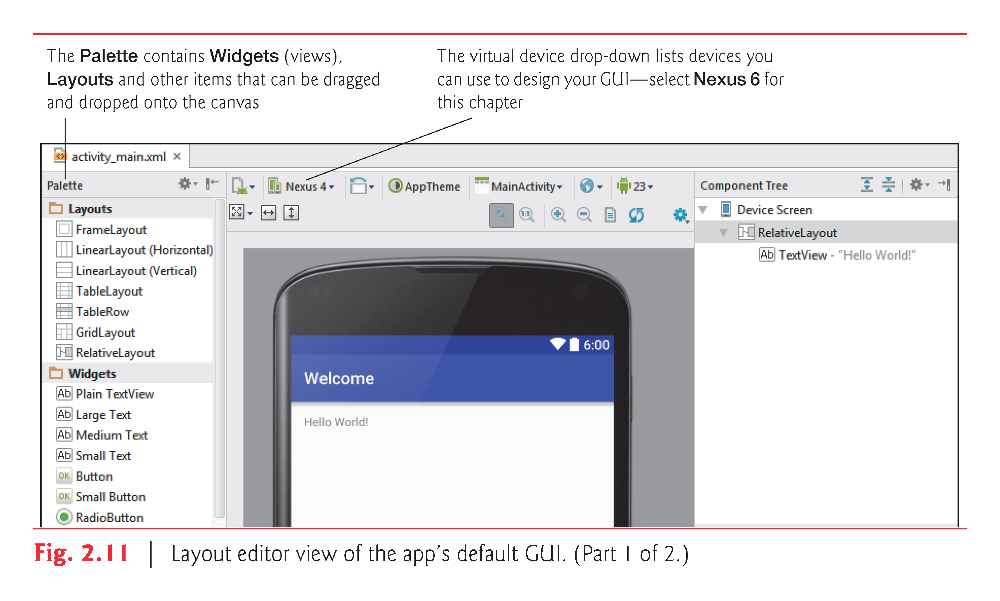 The Palette contains Widgets (views),
Layouts and other items that can be dragged
and dropped onto the canvas
The virtual device drop-down lists devices you
can use to design your GUI—select Nexus 6 for
this chapter
activity_main.xml
Palette
Nexus 4
AppTheme
MainActivity
23
Component Tree
Layouts
FrameLayout
LinearLayout (Horizontal)
LinearLayout (Vertical)
TableLayout
TableRow
GridLayout
RelativeLayout
Widgets
Ab Plain TextView
Ab Large Text
Ab Medium Text
Ab Small Text
OK Button
OK Small Button
RadioButton
1:1
6:00
Welcome
Hello World!
Device Screen
RelativeLayout
Ab TextView - "Hello World!"
Fig. 2.11 | Layout editor view of the app’s default GUI. (Part 1 of 2.)